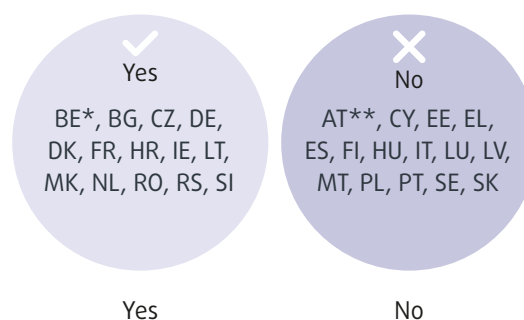 Yes
BE*, BG, CZ, DE,
DK, FR, HR, IE, LT,
MK, NL, RO, RS, SI
No
AT**, CY, EE, EL,
ES, FI, HU, IT, LU, LV,
MT, PL, PT, SE, SK
Yes
No